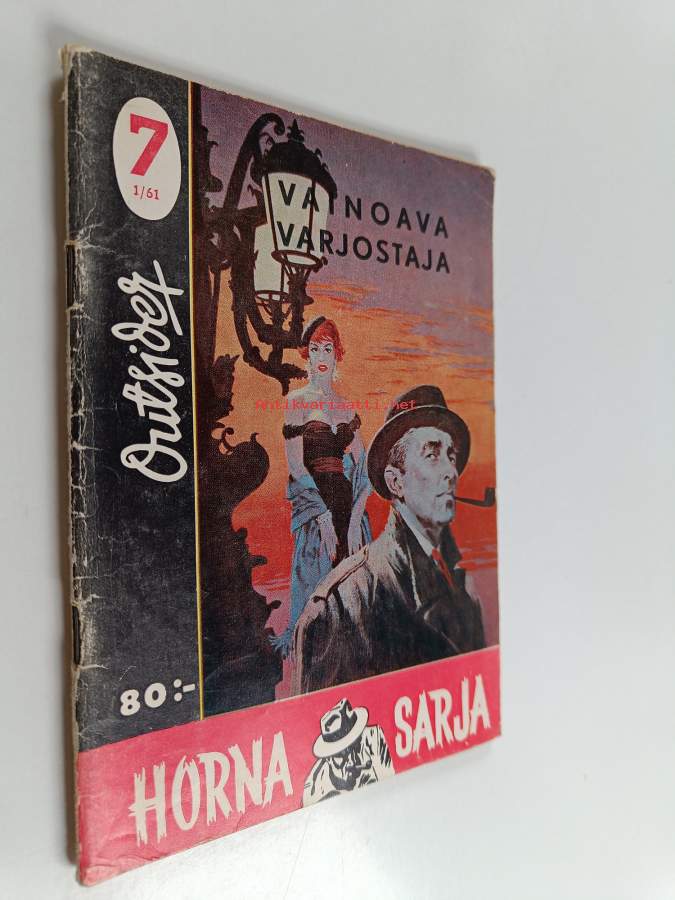 7
1/61
VAINOAVA
VARJOSTAJA
Outsider
Antikvariaatti.net
80:-
HORNA SARJA